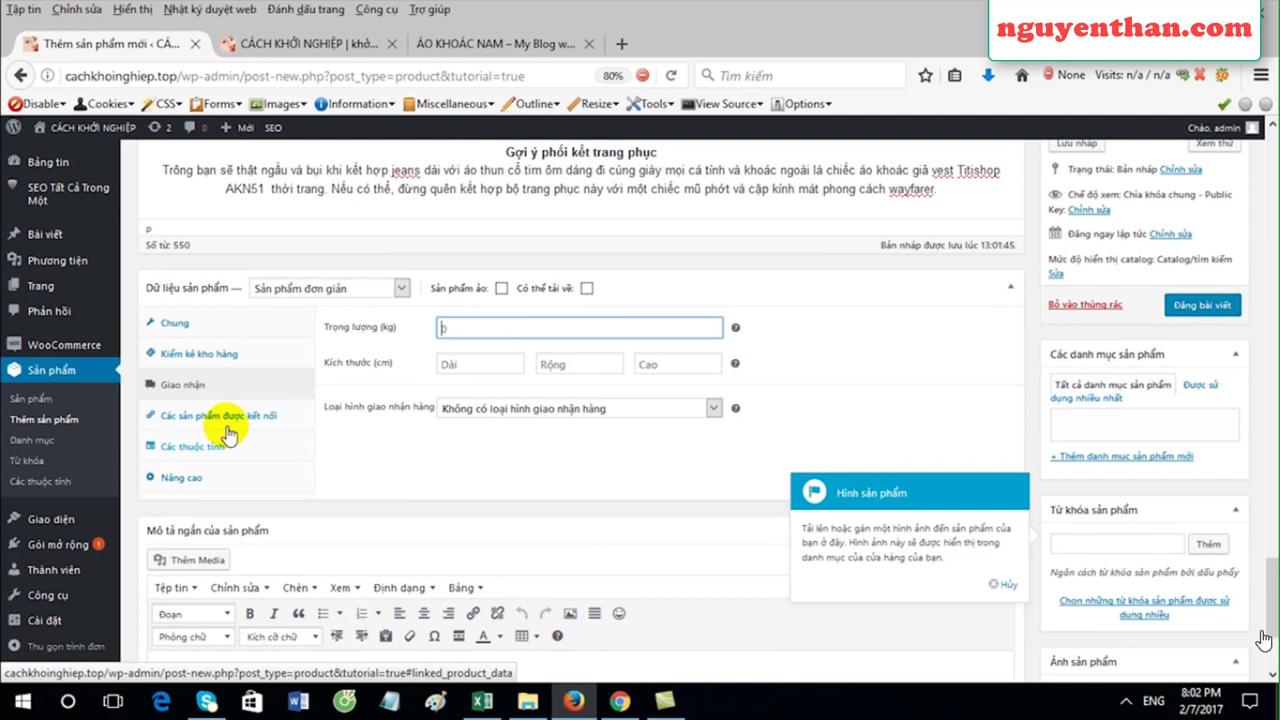 Tập tin Chỉnh sửa Hiển thị Nhật ký duyệt web Đánh dấu trang Công cụ Trợ giúp
nguyenthan.com
Thêm sản phẩm mới ‹ CÁ... CÁCH KHỞI NGHIỆP | khở... ÁO KHOÁC NAM – My Blog w...
cachkhoinghiep.top/wp-admin/post-new.php?post_type=product&tutorial=true 80% Tìm kiếm None Visits: n/a / n/a
Disable Cookies CSS Forms Images Information Miscellaneous Outline Resize Tools View Source Options
CÁCH KHỞI NGHIỆP 2 0 Mới SEO Chào, admin
Bảng tin
SEO Tất Cả Trong
Một
Bài viết
Phương tiện
Trang
Phản hồi
WooCommerce
Sản phẩm
Sản phẩm
Thêm sản phẩm
Danh mục
Từ khóa
Các thuộc tính
Giao diện
Gói mở rộng 1
Thành viên
Công cụ
Cài đặt
Thu gọn trình đơn
Gợi ý phối kết trang phục
Trông bạn sẽ thật ngầu và bụi khi kết hợp jeans dài với áo thun cổ tim ôm dáng đi cùng giày mọi cá tính và khoác ngoài là chiếc áo khoác giả vest Titishop
AKN51 thời trang. Nếu có thể, đừng quên kết hợp bộ trang phục này với một chiếc mũ phớt và cặp kính mát phong cách wayfarer.
p
Số từ: 550 Bản nháp được lưu lúc 13:01:45.
Dữ liệu sản phẩm — Sản phẩm đơn giản Sản phẩm ảo: Có thể tải về:
Chung
Kiểm kê kho hàng
Giao nhận
Các sản phẩm được kết nối
Các thuộc tính
Nâng cao
Trọng lượng (kg) 0
Kích thước (cm) Dài Rộng Cao
Loại hình giao nhận hàng Không có loại hình giao nhận hàng
Hình sản phẩm
Tải lên hoặc gán một hình ảnh đến sản phẩm của
bạn ở đây. Hình ảnh này sẽ được hiển thị trong
danh mục của cửa hàng của bạn.
Hủy
Mô tả ngắn của sản phẩm
Thêm Media
Tệp tin Chỉnh sửa Chèn Xem Định dạng Bảng
Đoạn B I
Phông chữ Kích cỡ chữ
Lưu nháp Xem thử
Trạng thái: Bản nháp Chỉnh sửa
Chế độ xem: Chìa khóa chung - Public
Key: Chỉnh sửa
Đăng ngay lập tức Chỉnh sửa
Mức độ hiển thị catalog: Catalog/tìm kiếm
Sửa
Bỏ vào thùng rác Đăng bài viết
Các danh mục sản phẩm
Tất cả danh mục sản phẩm Được sử
dụng nhiều nhất
+ Thêm danh mục sản phẩm mới
Từ khóa sản phẩm
Thêm
Ngăn cách từ khóa sản phẩm bởi dấu phẩy
Chọn những từ khóa sản phẩm được sử
dụng nhiều
Ảnh sản phẩm
cachkhoinghiep.top/wp-admin/post-new.php?post_type=product&tutorial=true#linked_product_data
ENG 8:02 PM
2/7/2017